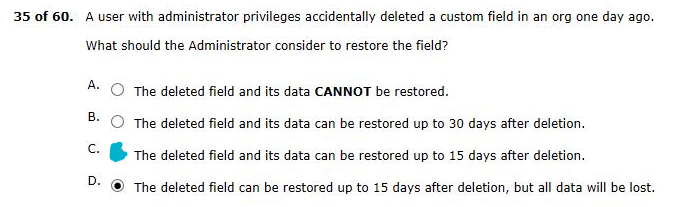 35 of 60. A user with administrator privileges accidentally deleted a custom field in an org one day ago.
What should the Administrator consider to restore the field?
A. The deleted field and its data CANNOT be restored.
B. The deleted field and its data can be restored up to 30 days after deletion.
C. The deleted field and its data can be restored up to 15 days after deletion.
D. The deleted field can be restored up to 15 days after deletion, but all data will be lost.